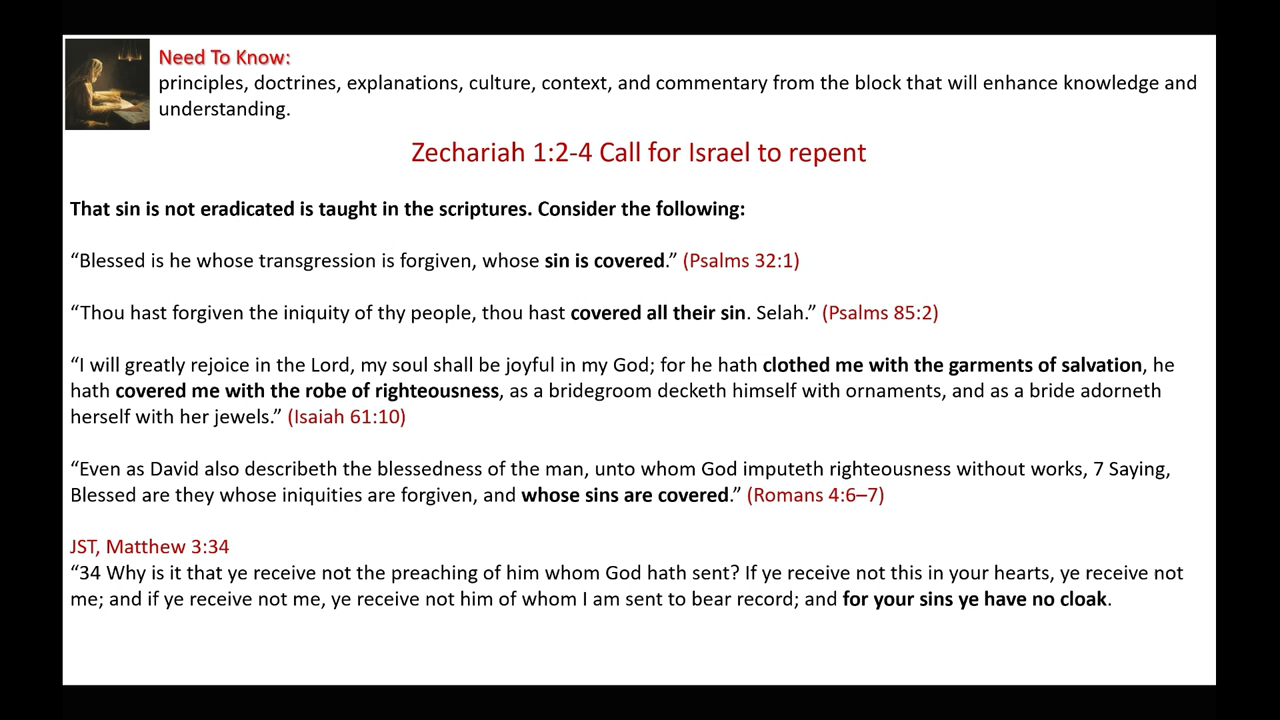 Need To Know:
principles, doctrines, explanations, culture, context, and commentary from the block that will enhance knowledge and
understanding.
Zechariah 1:2-4 Call for Israel to repent
That sin is not eradicated is taught in the scriptures. Consider the following:
“Blessed is he whose transgression is forgiven, whose sin is covered.” (Psalms 32:1)
“Thou hast forgiven the iniquity of thy people, thou hast covered all their sin. Selah.” (Psalms 85:2)
“I will greatly rejoice in the Lord, my soul shall be joyful in my God; for he hath clothed me with the garments of salvation, he
hath covered me with the robe of righteousness, as a bridegroom decketh himself with ornaments, and as a bride adorneth
herself with her jewels.” (Isaiah 61:10)
“Even as David also describeth the blessedness of the man, unto whom God imputeth righteousness without works, 7 Saying,
Blessed are they whose iniquities are forgiven, and whose sins are covered.” (Romans 4:6–7)
JST, Matthew 3:34
“34 Why is it that ye receive not the preaching of him whom God hath sent? If ye receive not this in your hearts, ye receive not
me; and if ye receive not me, ye receive not him of whom I am sent to bear record; and for your sins ye have no cloak.